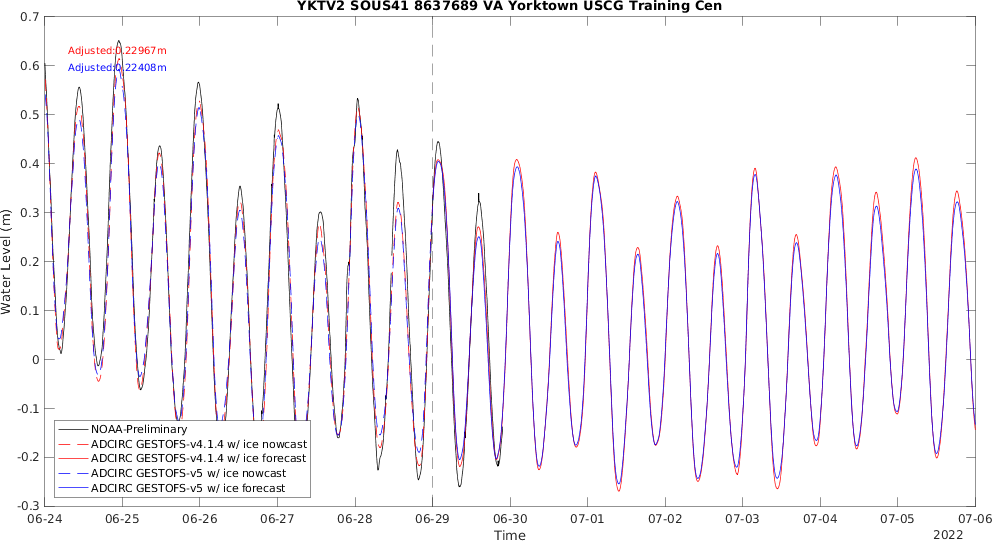 YKTV2 SOUS41 8637689 VA Yorktown USCG Training Cen
0.7
0.6
0.5
0.4
0.3
0.2
0.1
0
-0.1
-0.2
-0.3
Water Level (m)
Adjusted:0.22967m
Adjusted:0.22408m
NOAA-Preliminary
ADCIRC GESTOFS-v4.1.4 w/ ice nowcast
ADCIRC GESTOFS-v4.1.4 w/ ice forecast
ADCIRC GESTOFS-v5 w/ ice nowcast
ADCIRC GESTOFS-v5 w/ ice forecast
06-24 06-25 06-26 06-27 06-28 06-29 06-30 07-01 07-02 07-03 07-04 07-05 07-06
Time
2022